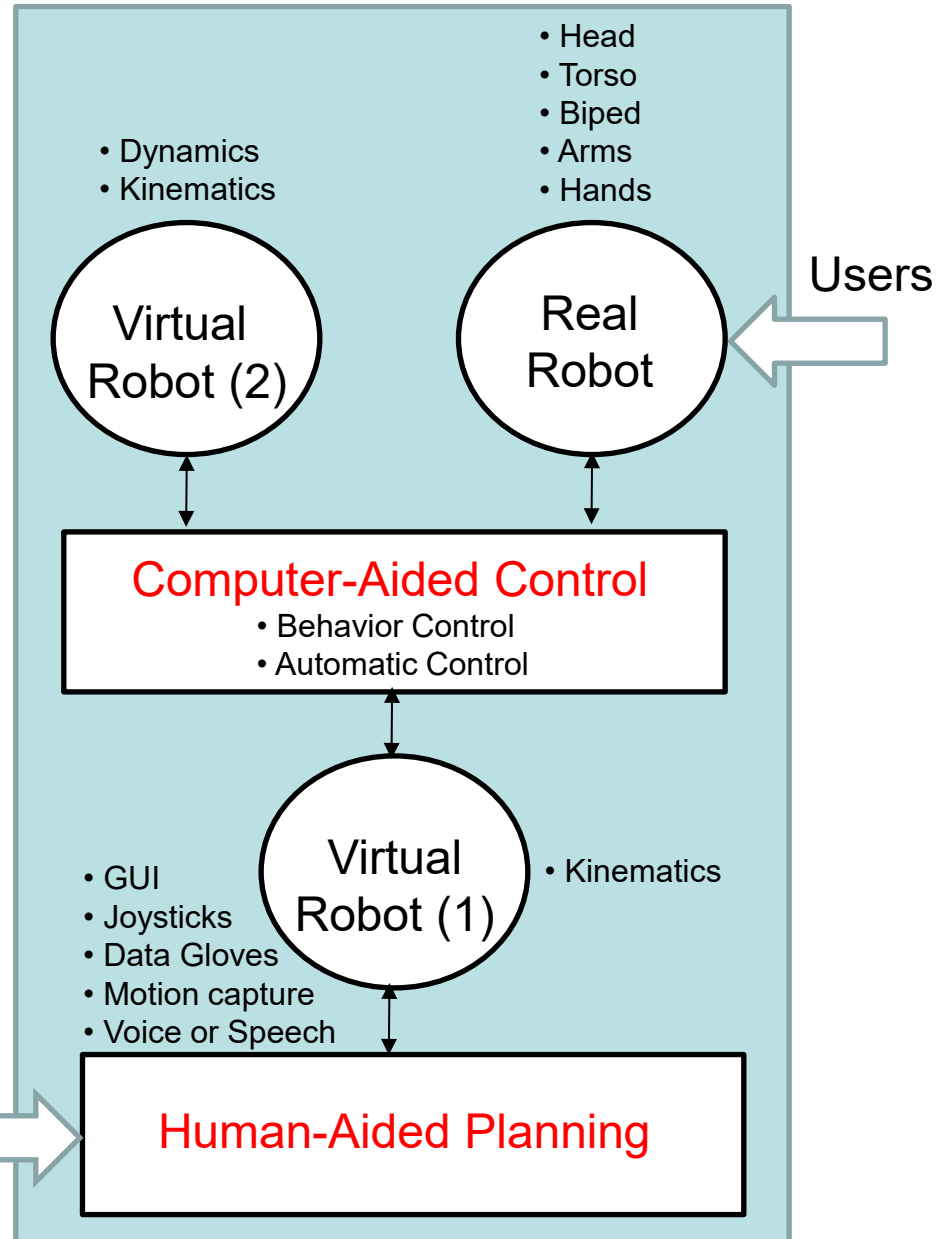 • Head
• Torso
• Biped
• Arms
• Hands
• Dynamics
• Kinematics
Users
Virtual
Robot (2)
Real
Robot
Computer-Aided Control
• Behavior Control
• Automatic Control
Virtual
Robot (1)
• Kinematics
• GUI
• Joysticks
• Data Gloves
• Motion capture
• Voice or Speech
Human-Aided Planning